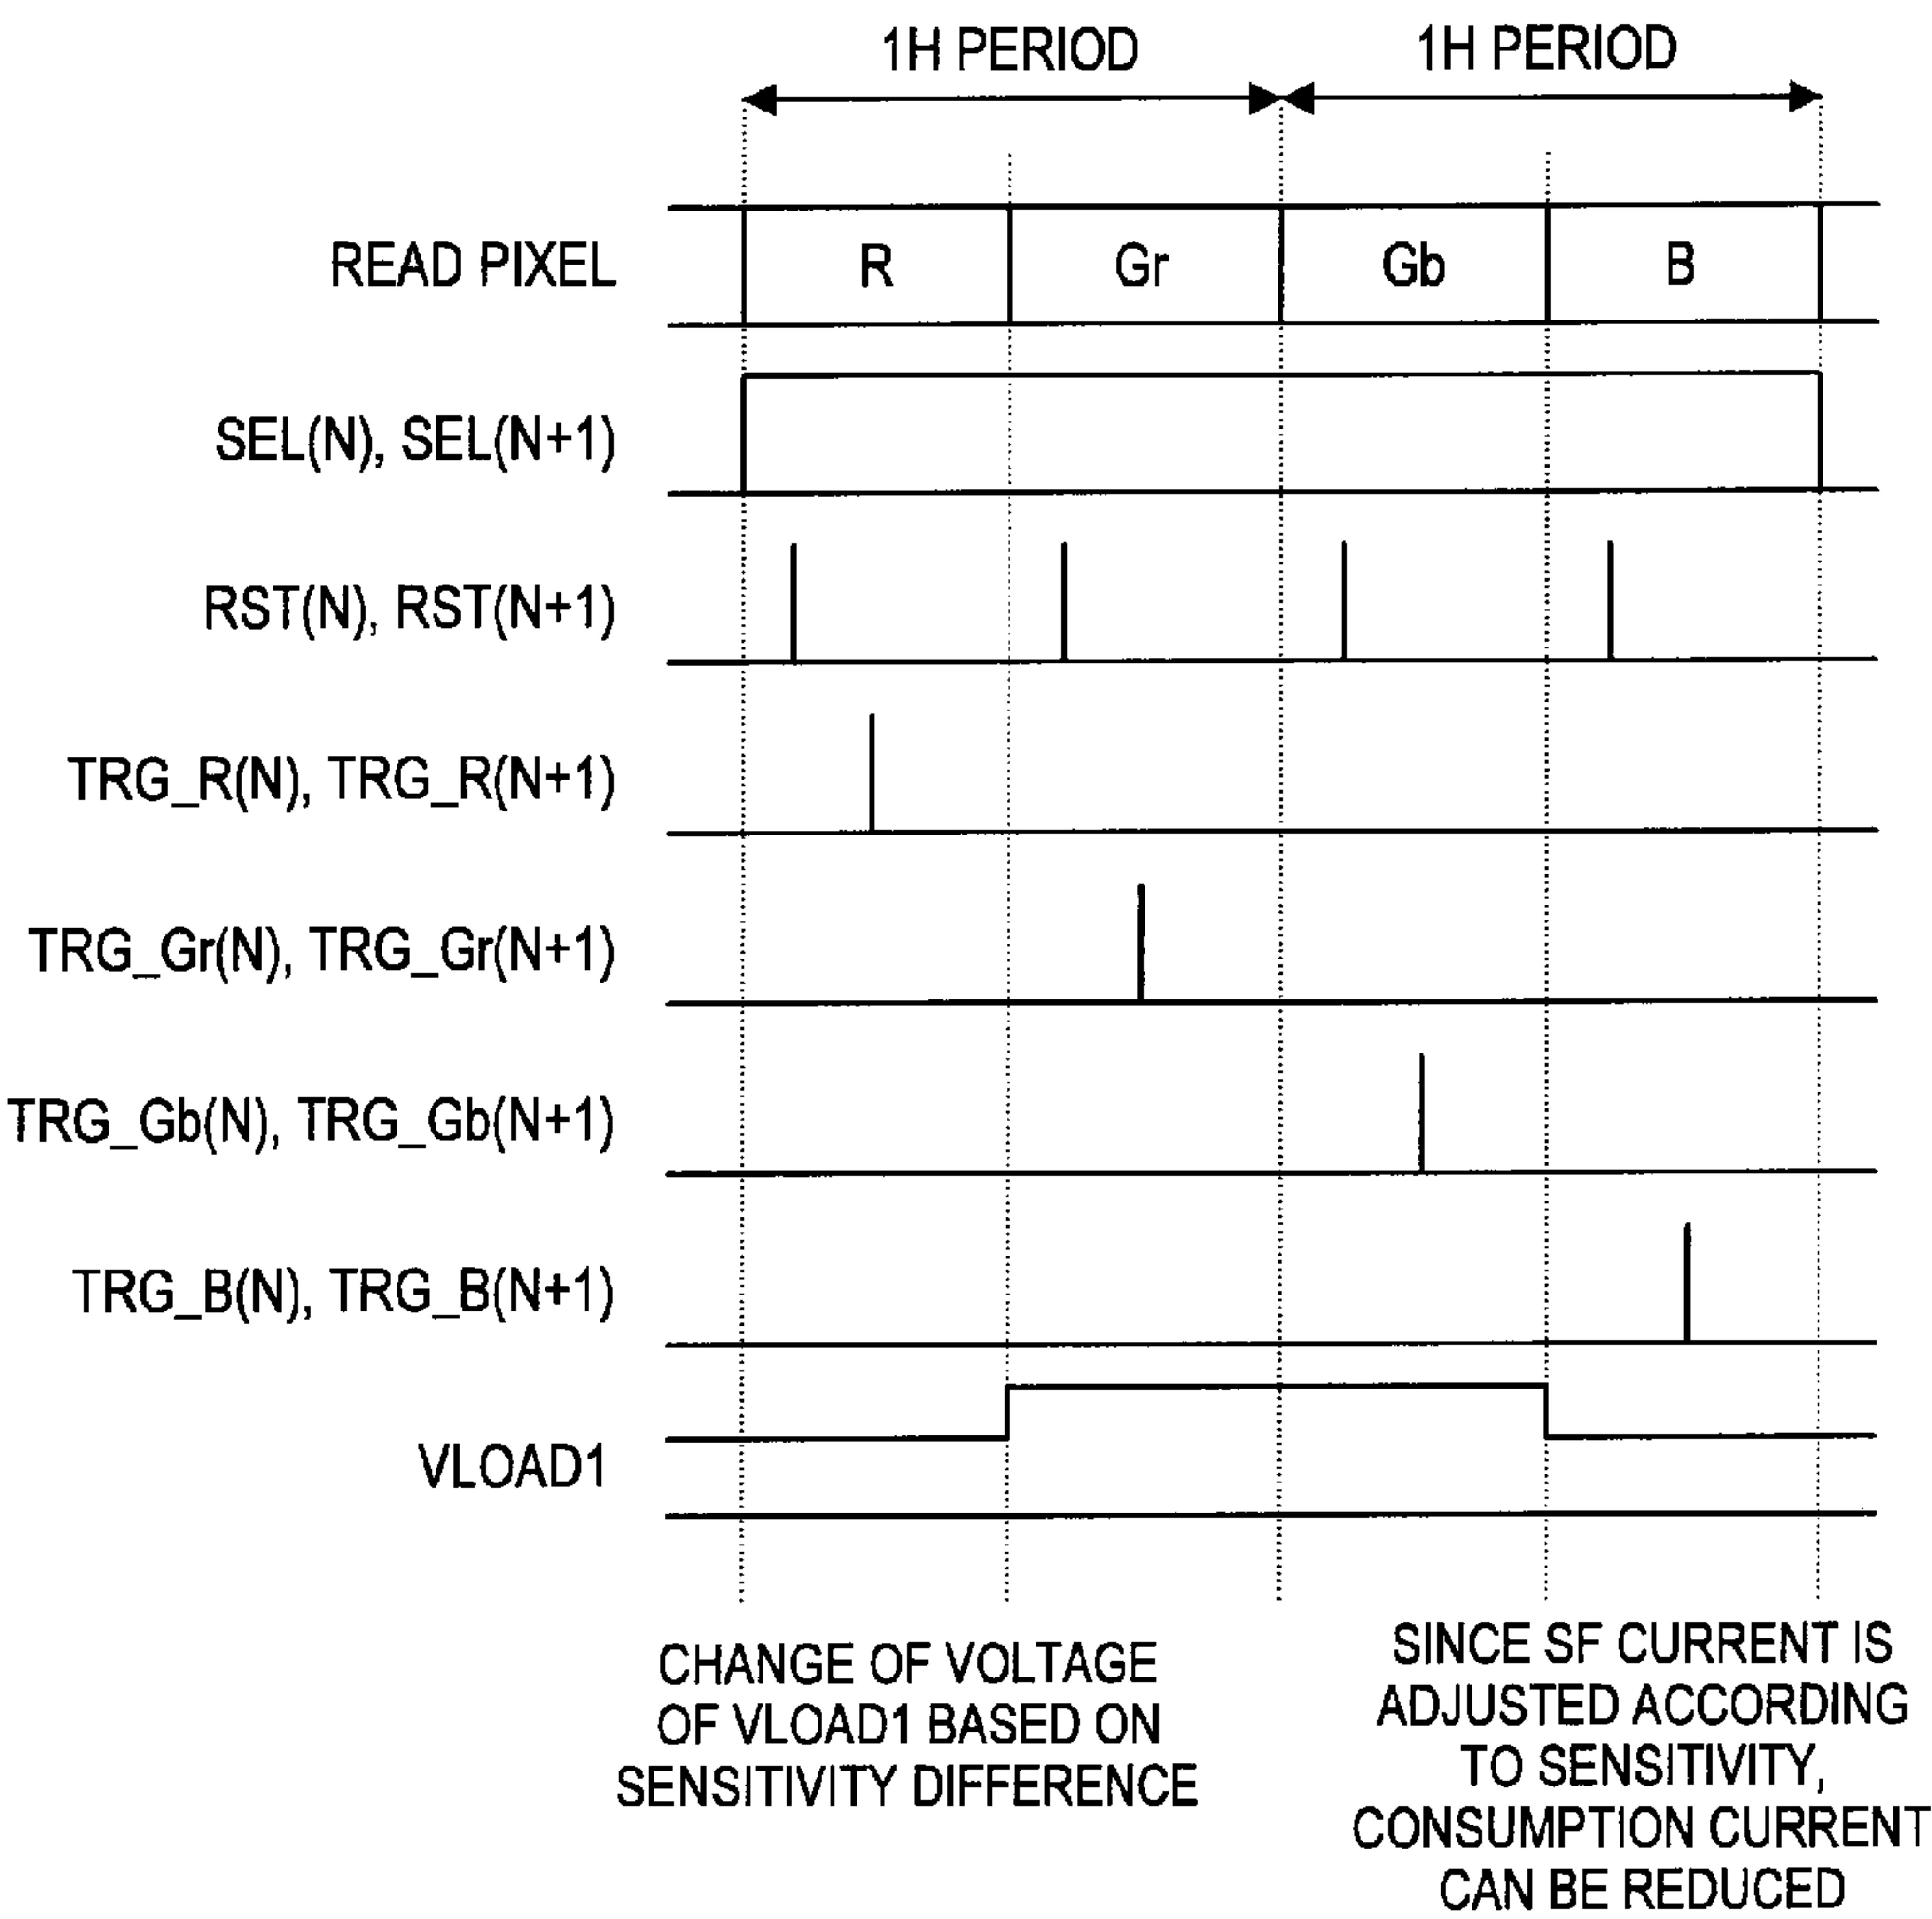 1H PERIOD 1H PERIOD
READ PIXEL R Gr Gb B
SEL(N), SEL(N+1)
RST(N), RST(N+1)
TRG_R(N), TRG_R(N+1)
TRG_Gr(N), TRG_Gr(N+1)
TRG_Gb(N), TRG_Gb(N+1)
TRG_B(N), TRG_B(N+1)
VLOAD1
CHANGE OF VOLTAGE
OF VLOAD1 BASED ON
SENSITIVITY DIFFERENCE
SINCE SF CURRENT IS
ADJUSTED ACCORDING
TO SENSITIVITY,
CONSUMPTION CURRENT
CAN BE REDUCED